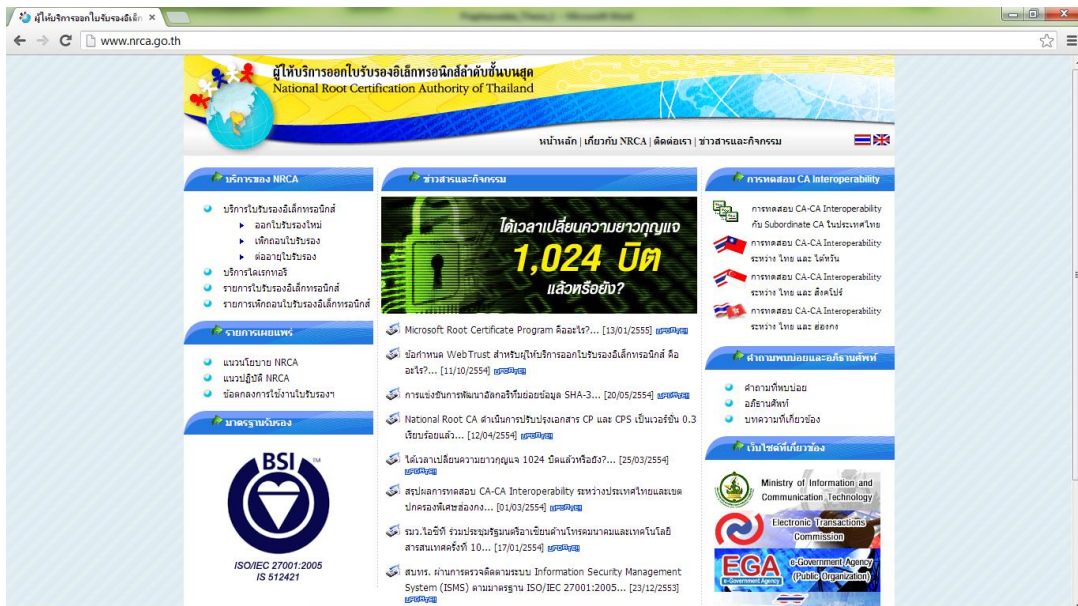 ผู้ให้บริการออกใบรับรองอิเล็ก
www.nrca.go.th
ผู้ให้บริการออกใบรับรองอิเล็กทรอนิกส์ลำดับชั้นบนสุด
National Root Certification Authority of Thailand
หน้าหลัก | เกี่ยวกับ NRCA | ติดต่อเรา | ข่าวสารและกิจกรรม
บริการของ NRCA
บริการใบรับรองอิเล็กทรอนิกส์
ออกใบรับรองใหม่
เพิกถอนใบรับรอง
ต่ออายุใบรับรอง
บริการไดเรกทอรี
รายการใบรับรองอิเล็กทรอนิกส์
รายการเพิกถอนใบรับรองอิเล็กทรอนิกส์
รายการเผยแพร่
แนวนโยบาย NRCA
แนวปฏิบัติ NRCA
ข้อตกลงการใช้งานใบรับรองฯ
มาตรฐานรับรอง
BSI
TM
ISO/IEC 27001:2005
IS 512421
ข่าวสารและกิจกรรม
ได้เวลาเปลี่ยนความยาวกุญแจ
1,024 บิต
แล้วหรือยัง?
Microsoft Root Certificate Program คืออะไร?... [13/01/2555]
ข้อกำหนด WebTrust สำหรับผู้ให้บริการออกใบรับรองอิเล็กทรอนิกส์ คือ
อะไร?... [11/10/2554]
การแข่งขันการพัฒนาอัลกอริทึมย่อยข้อมูล SHA-3... [20/05/2554]
National Root CA ดำเนินการปรับปรุงเอกสาร CP และ CPS เป็นเวอร์ชั่น 0.3
เรียบร้อยแล้ว... [12/04/2554]
ได้เวลาเปลี่ยนความยาวกุญแจ 1024 บิตแล้วหรือยัง?... [25/03/2554]
สรุปผลการทดสอบ CA-CA Interoperability ระหว่างประเทศไทยและเขต
ปกครองพิเศษฮ่องกง... [01/03/2554]
รมว.ไอซีที ร่วมประชุมรัฐมนตรีอาเซียนด้านโทรคมนาคมและเทคโนโลยี
สารสนเทศครั้งที่ 10... [17/01/2554]
สบทร. ผ่านการตรวจติดตามระบบ Information Security Management
System (ISMS) ตามมาตรฐาน ISO/IEC 27001:2005... [23/12/2553]
การทดสอบ CA Interoperability
การทดสอบ CA-CA Interoperability
กับ Subordinate CA ในประเทศไทย
การทดสอบ CA-CA Interoperability
ระหว่าง ไทย และ ไต้หวัน
การทดสอบ CA-CA Interoperability
ระหว่าง ไทย และ สิงคโปร์
การทดสอบ CA-CA Interoperability
ระหว่าง ไทย และ ฮ่องกง
คำถามพบบ่อยและอภิธานศัพท์
คำถามที่พบบ่อย
อภิธานศัพท์
บทความที่เกี่ยวข้อง
เว็บไซต์ที่เกี่ยวข้อง
Ministry of Information and
Communication Technology
Electronic Transactions
Commission
EGA
e-Government Agency
e-Government Agency
(Public Organization)